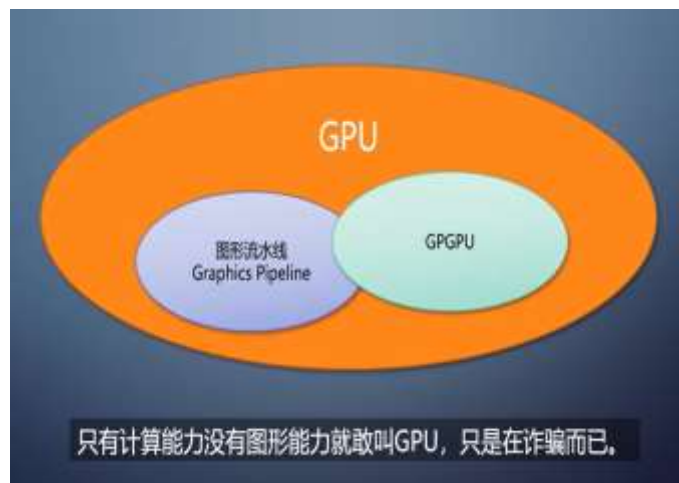 GPU
图形流水线
Graphics Pipeline
GPGPU
只有计算能力没有图形能力就敢叫GPU，只是在诈骗而已。